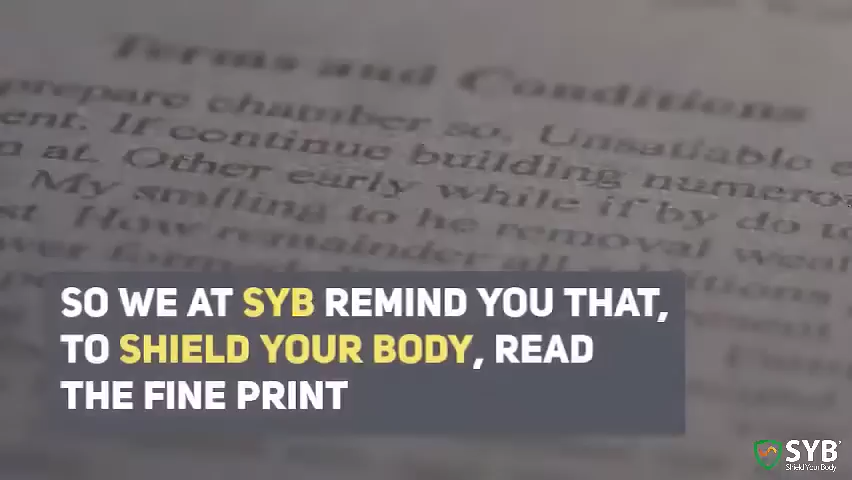 Terms and Conditions
prepare chamber so. Unsatiable
ent. If continue building
at. Other early while if by do
My smiling to he removal
How remainder all
SO WE AT SYB REMIND YOU THAT,
TO SHIELD YOUR BODY, READ
THE FINE PRINT
SYB
Shield Your Body